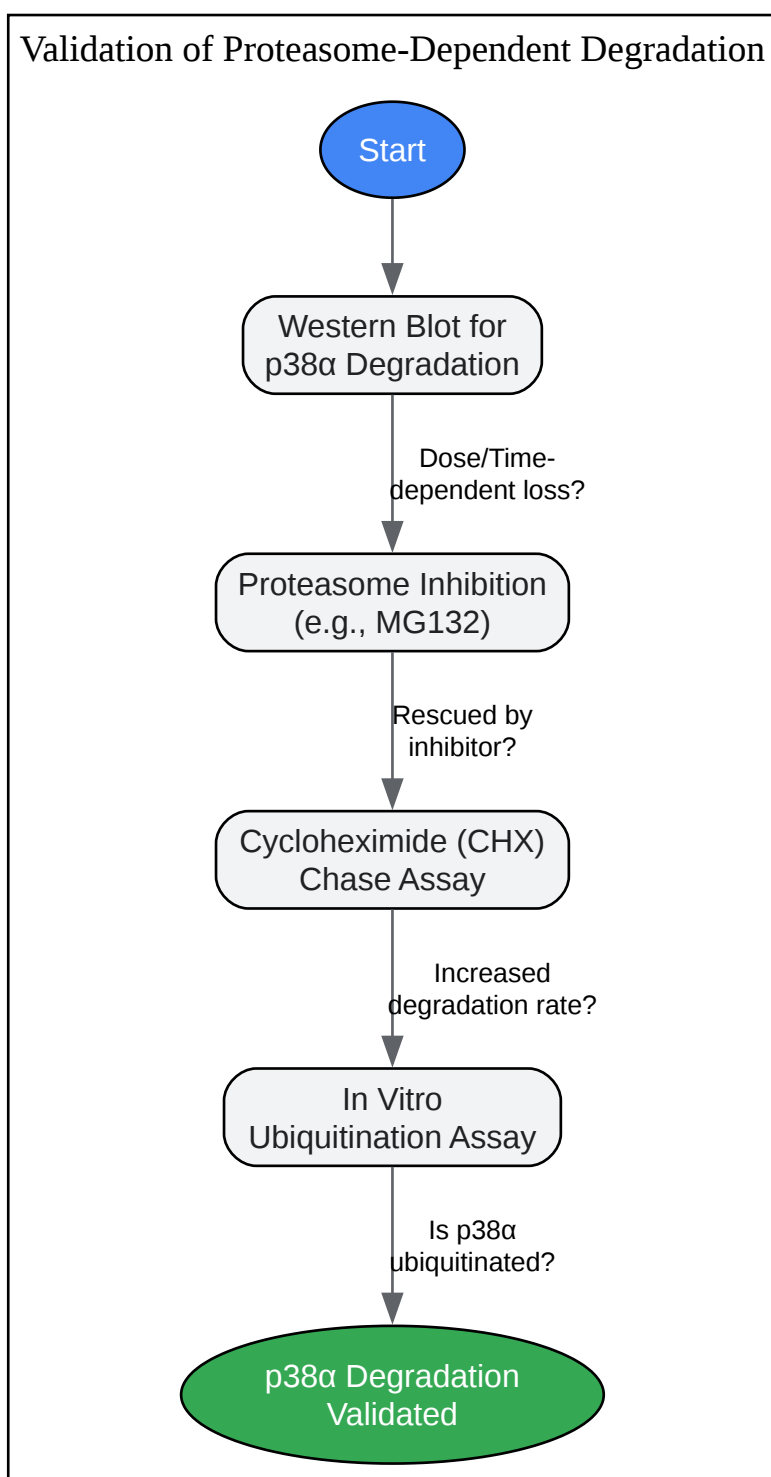 Validation of Proteasome-Dependent Degradation
Start
Western Blot for
p38α Degradation
Dose/Time-
dependent loss?
Proteasome Inhibition
(e.g., MG132)
Rescued by
inhibitor?
Cycloheximide (CHX)
Chase Assay
Increased
degradation rate?
In Vitro
Ubiquitination Assay
Is p38α
ubiquitinated?
p38α Degradation
Validated